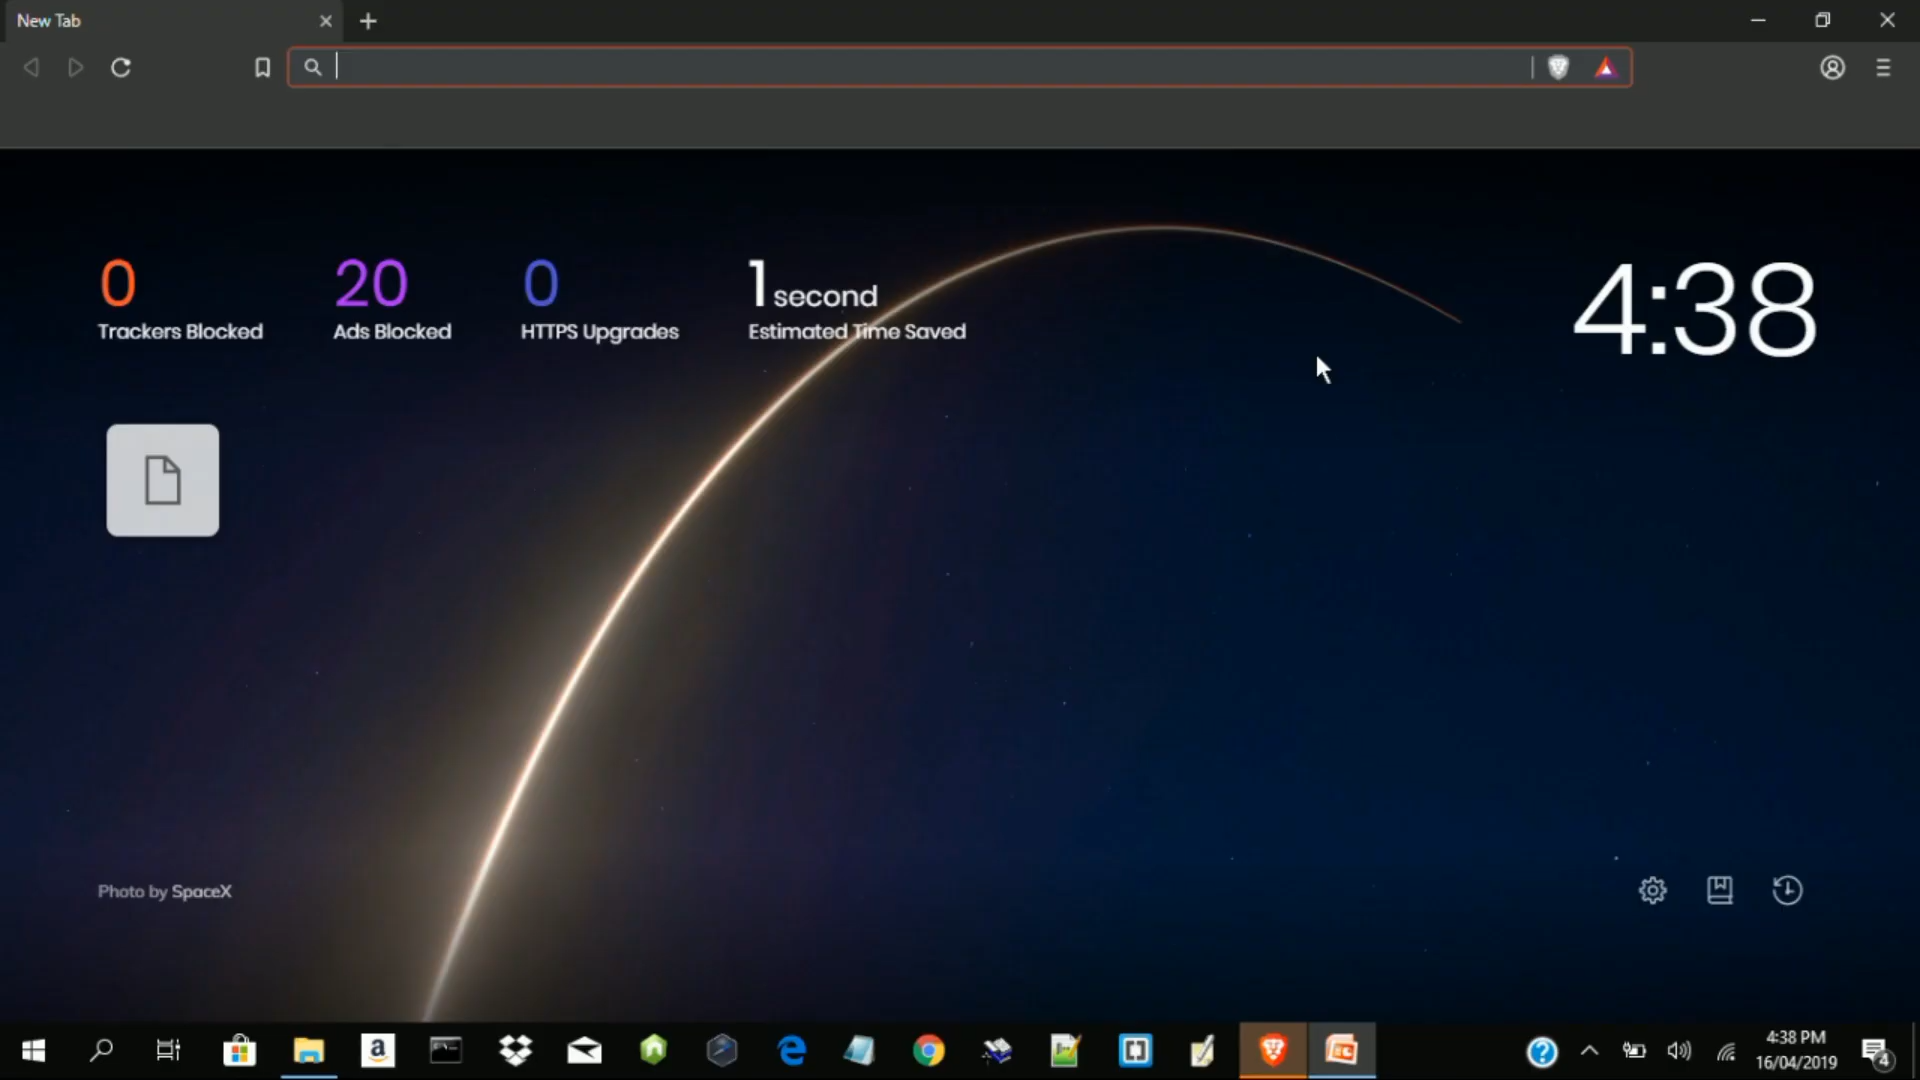 New Tab
0
20
0
1 second
4:38
Trackers Blocked
Ads Blocked
HTTPS Upgrades
Estimated Time Saved
Photo by SpaceX
a
4:38 PM
16/04/2019
4